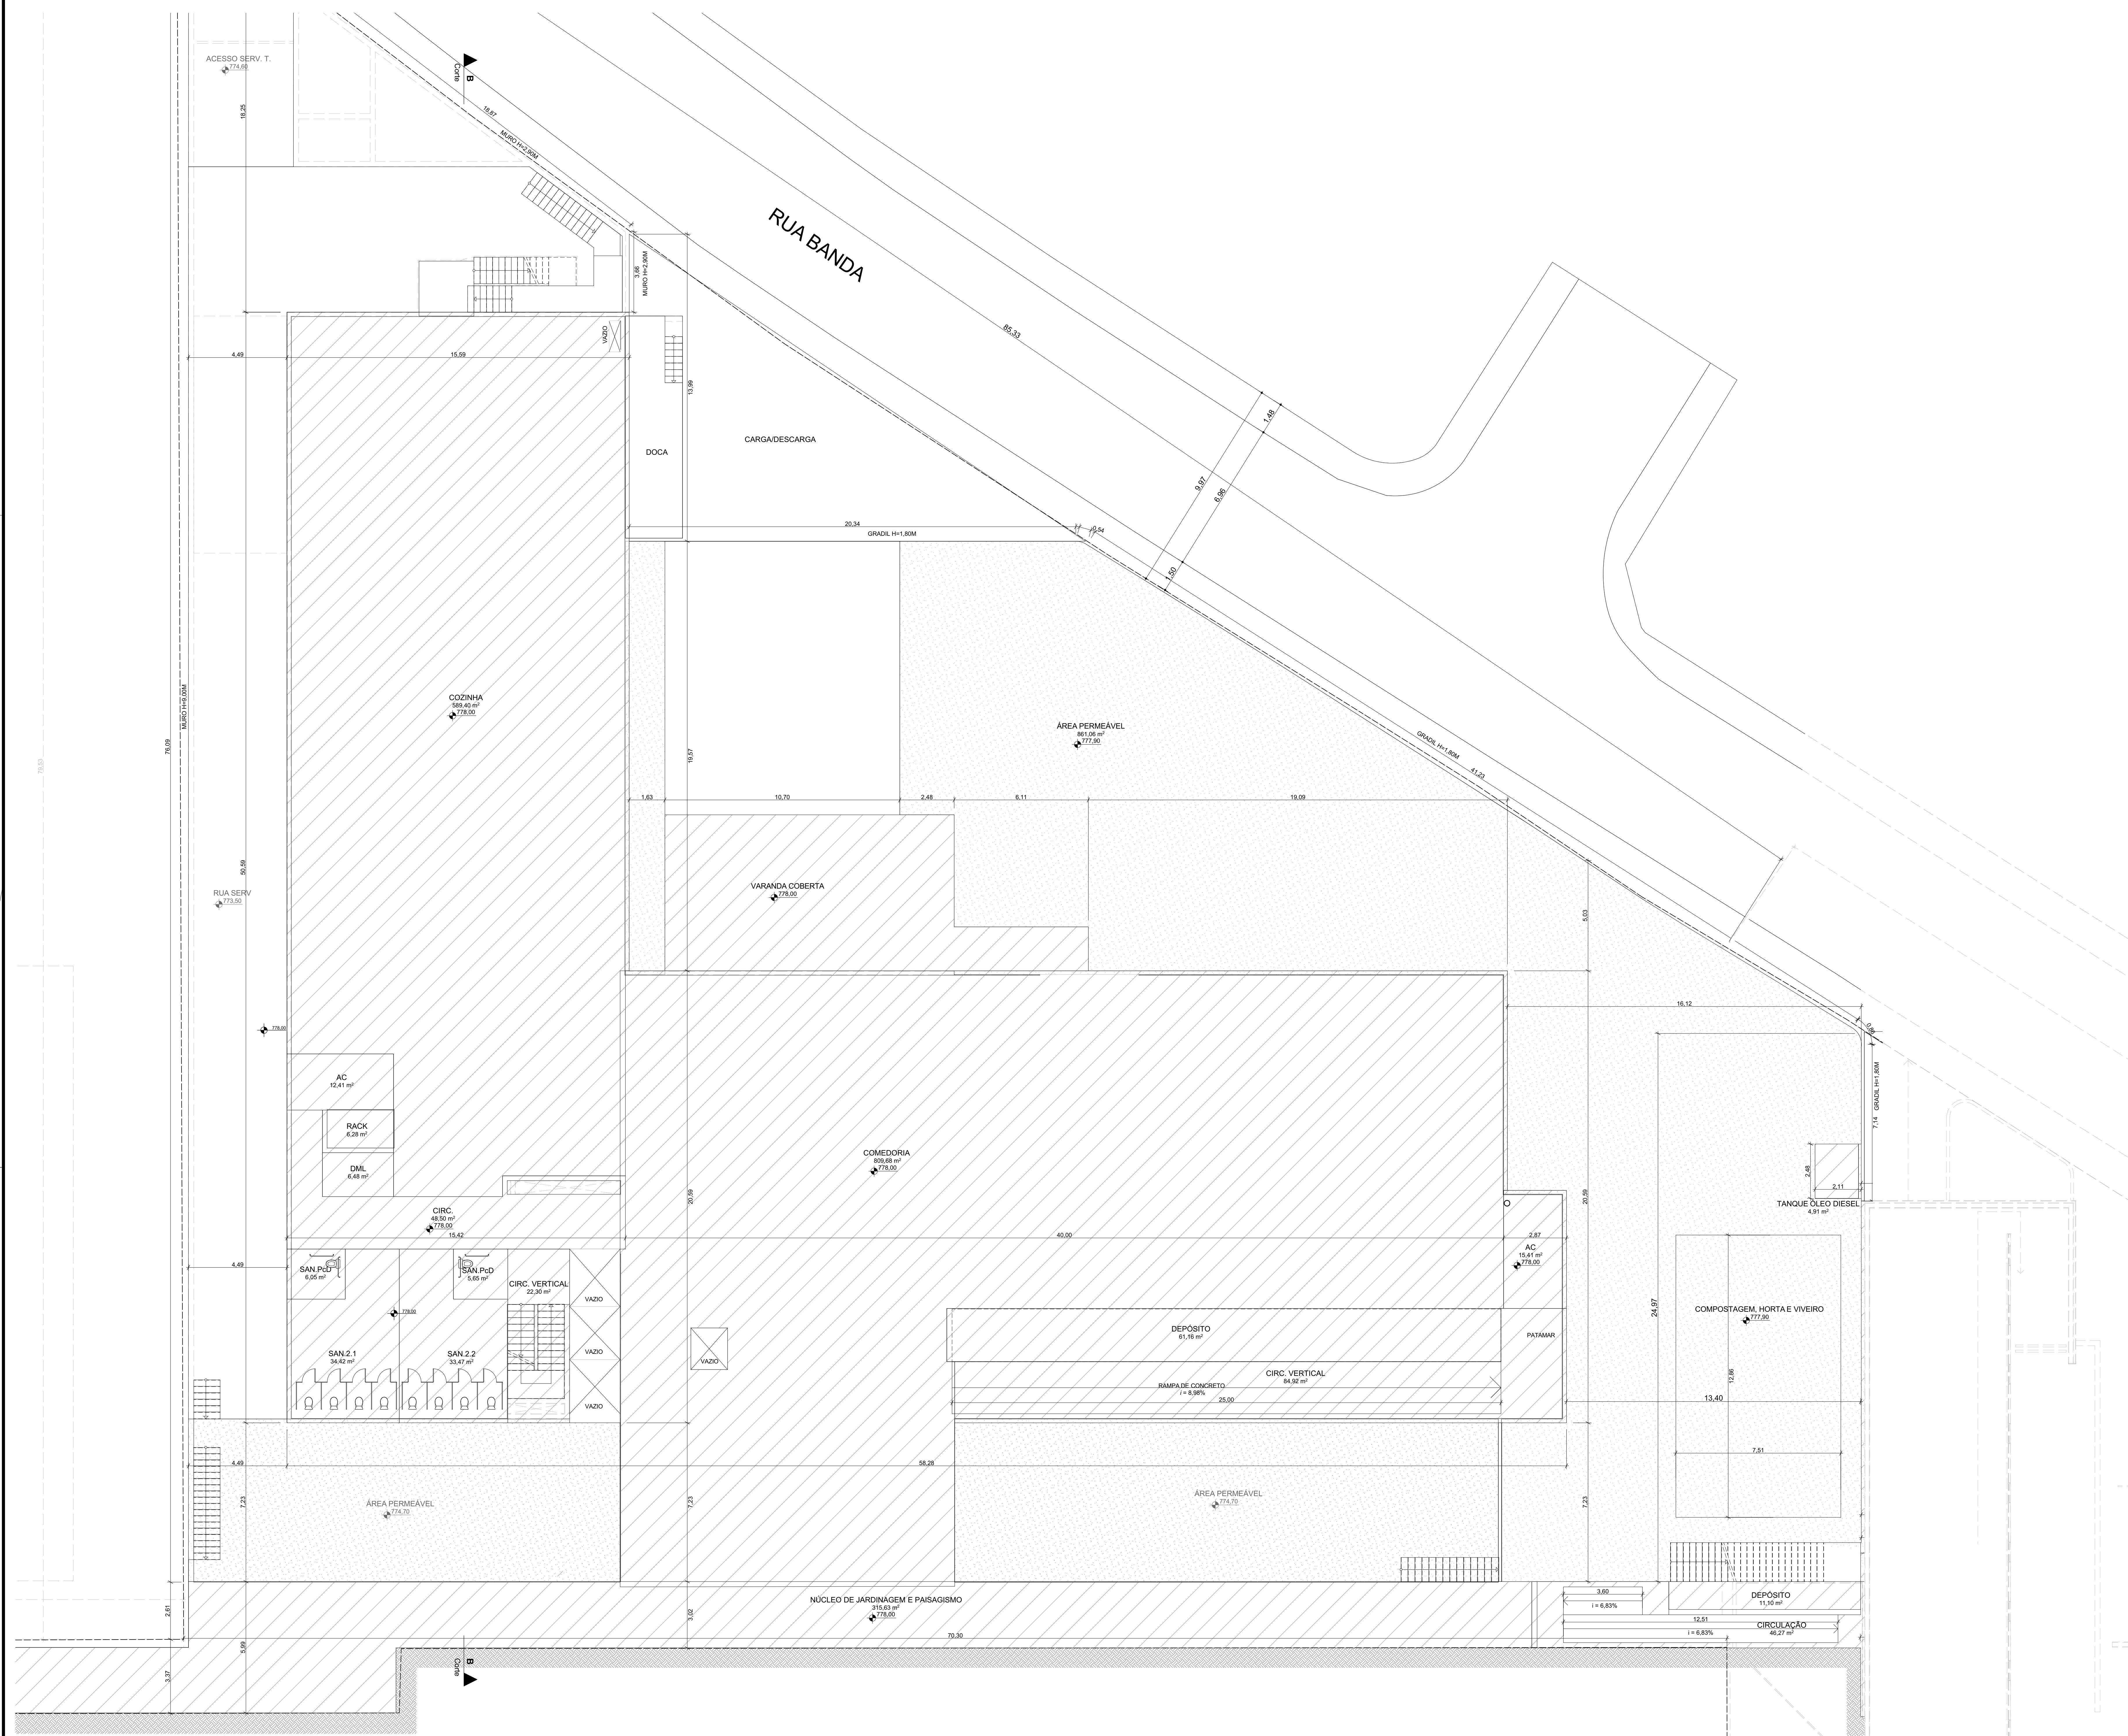 ACESSO SERV. T.
774,60
Corte
B
18,25
18,67
MURO H=2,90M
RUA BANDA
3,66
MURO H=2,90M
VAZIO
85,33
4,49
15,59
13,99
1,48
9,97
6,96
CARGA/DESCARGA
DOCA
20,34
0,54
GRADIL H=1,80M
1,50
MURO H=9,00M
76,09
79,53
COZINHA
589,40 m²
778,00
ÁREA PERMEÁVEL
861,06 m²
777,90
GRADIL H=1,80M
41,23
19,57
1,63
10,70
2,48
6,11
19,09
50,59
RUA SERV
773,50
VARANDA COBERTA
778,00
5,03
16,12
778,00
0,86
GRADIL H=1,80M
7,14
AC
12,41 m²
RACK
6,28 m²
DML
6,48 m²
COMEDORIA
809,68 m²
778,00
2,48
2,11
TANQUE ÓLEO DIESEL
4,91 m²
20,59
20,59
CIRC.
48,50 m²
778,00
15,42
40,00
2,87
AC
15,41 m²
778,00
4,49
SAN.PcD
6,05 m²
SAN.PcD
5,65 m²
CIRC. VERTICAL
22,30 m²
VAZIO
778,00
24,97
COMPOSTAGEM, HORTA E VIVEIRO
777,90
DEPÓSITO
61,16 m²
PATAMAR
SAN.2.1
34,42 m²
SAN.2.2
33,47 m²
VAZIO
VAZIO
CIRC. VERTICAL
84,92 m²
RAMPA DE CONCRETO
i = 8,98%
12,86
25,00
13,40
VAZIO
7,51
4,49
58,28
7,23
7,23
7,23
ÁREA PERMEÁVEL
774,70
ÁREA PERMEÁVEL
774,70
NÚCLEO DE JARDINAGEM E PAISAGISMO
315,63 m²
778,00
3,60
i = 6,83%
DEPÓSITO
11,10 m²
2,61
3,02
12,51
CIRCULAÇÃO
46,27 m²
i = 6,83%
70,30
5,99
3,37
Corte
B